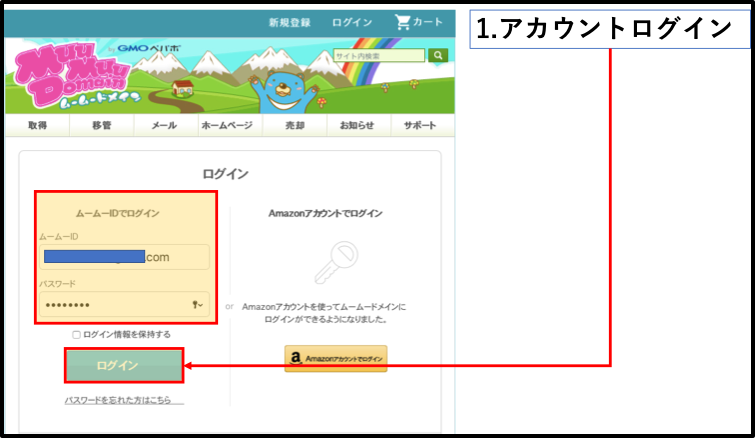 新規登録 ログイン カート
1.アカウントログイン
by GMOペパボ
MuuMuu Domain
ムームードメイン
サイト内検索
取得 移管 メール ホームページ 売却 お知らせ サポート
ログイン
ムームーIDでログイン
ムームーID
.com
パスワード
ログイン情報を保持する
ログイン
パスワードを忘れた方はこちら
or
Amazonアカウントでログイン
Amazonアカウントを使ってムームードメインに
ログインができるようになりました。
a Amazonアカウントでログイン